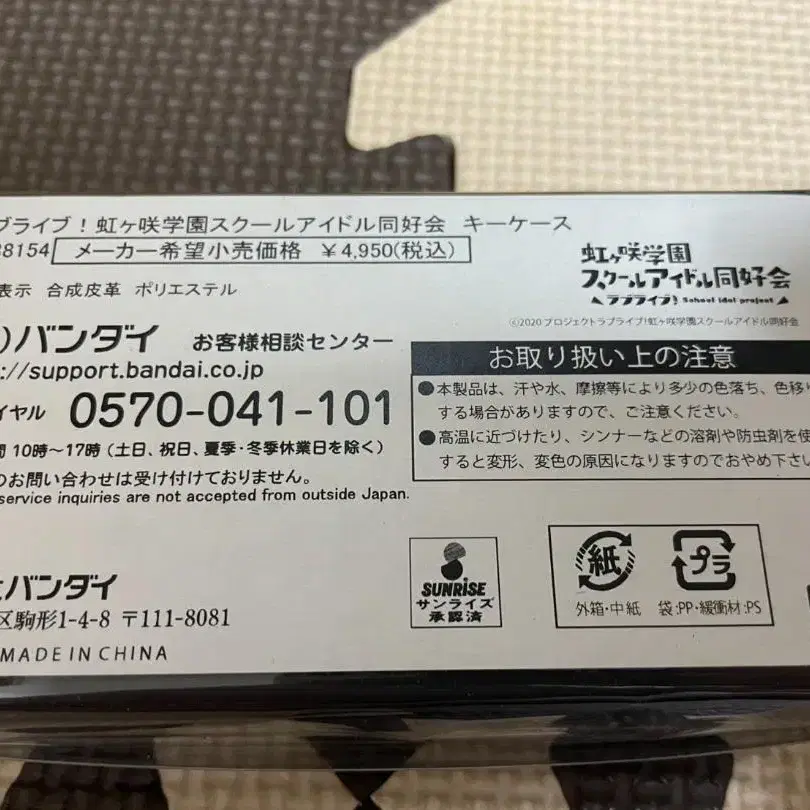 ブライブ！虹ヶ咲学園スクールアイドル同好会 キーケース
38154 メーカー希望小売価格 ￥4,950(税込)
表示 合成皮革 ポリエステル
)バンダイ お客様相談センター
://support.bandai.co.jp
イヤル 0570-041-101
10時～17時（土日、祝日、夏季・冬季休業日を除く）
のお問い合わせは受け付けておりません。
service inquiries are not accepted from outside Japan.
バンダイ
区駒形1-4-8 〒111-8081
MADE IN CHINA
虹ヶ咲学園
スクールアイドル同好会
ラブライブ！School idol project
©2020 プロジェクトラブライブ！虹ヶ咲学園スクールアイドル同好会
お取り扱い上の注意
●本製品は、汗や水、摩擦等により多少の色落ち、色移り
する場合がありますので、ご注意ください。
●高温に近づけたり、シンナーなどの溶剤や防虫剤を使
すると変形、変色の原因になりますのでおやめ下さい
SUNRISE
サンライズ
承認済
紙
外箱・中紙
プラ
袋:PP・緩衝材:PS